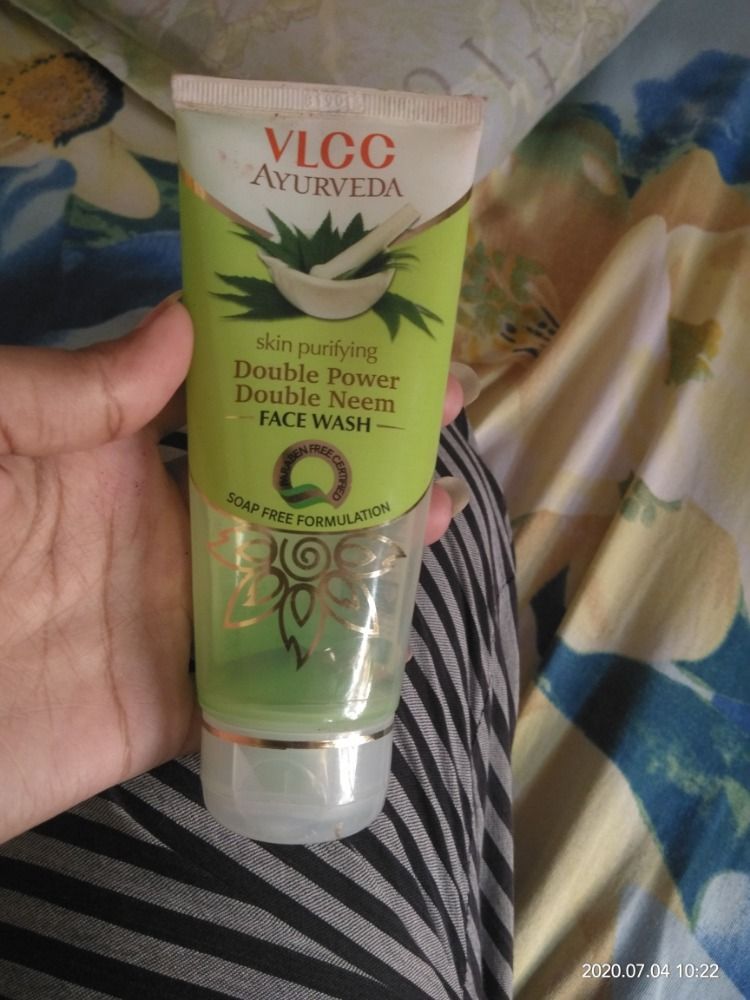 VLCC
AYURVEDA
skin purifying
Double Power
Double Neem
FACE WASH
PARABEN FREE CERTIFIED
SOAP FREE FORMULATION
2020.07.04 10:22